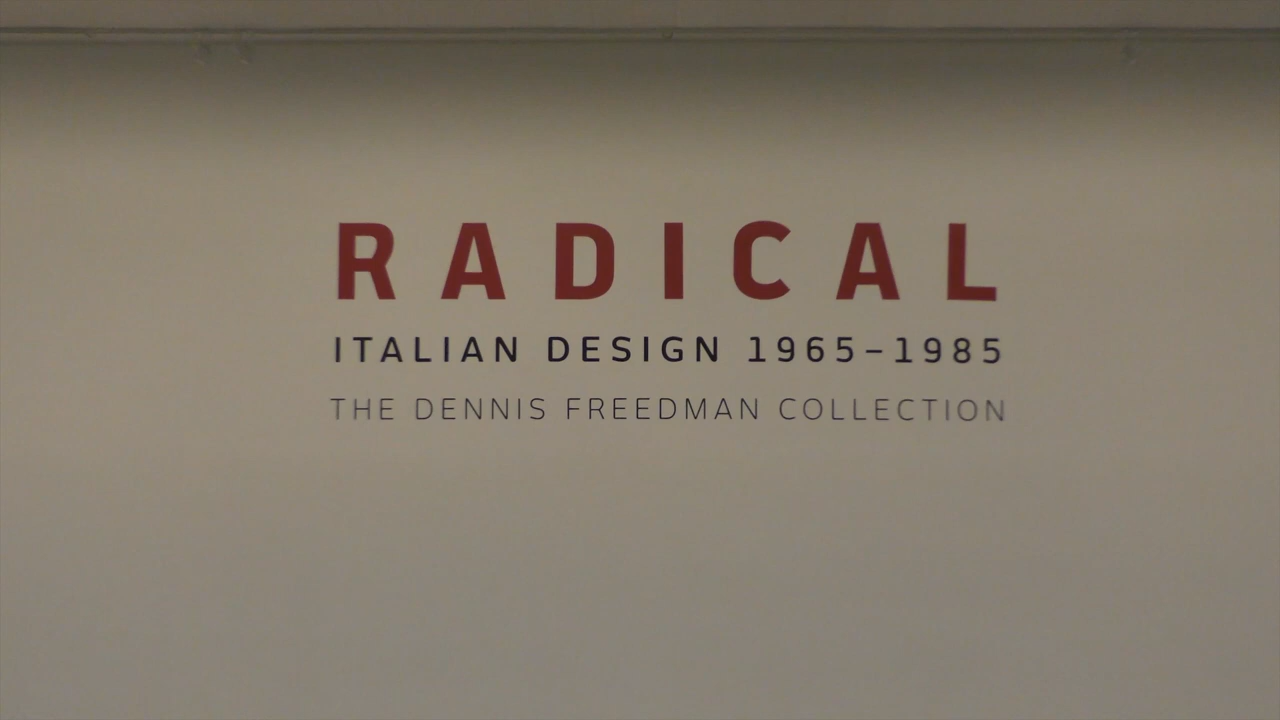 RADICAL
ITALIAN DESIGN 1965–1985
THE DENNIS FREEDMAN COLLECTION